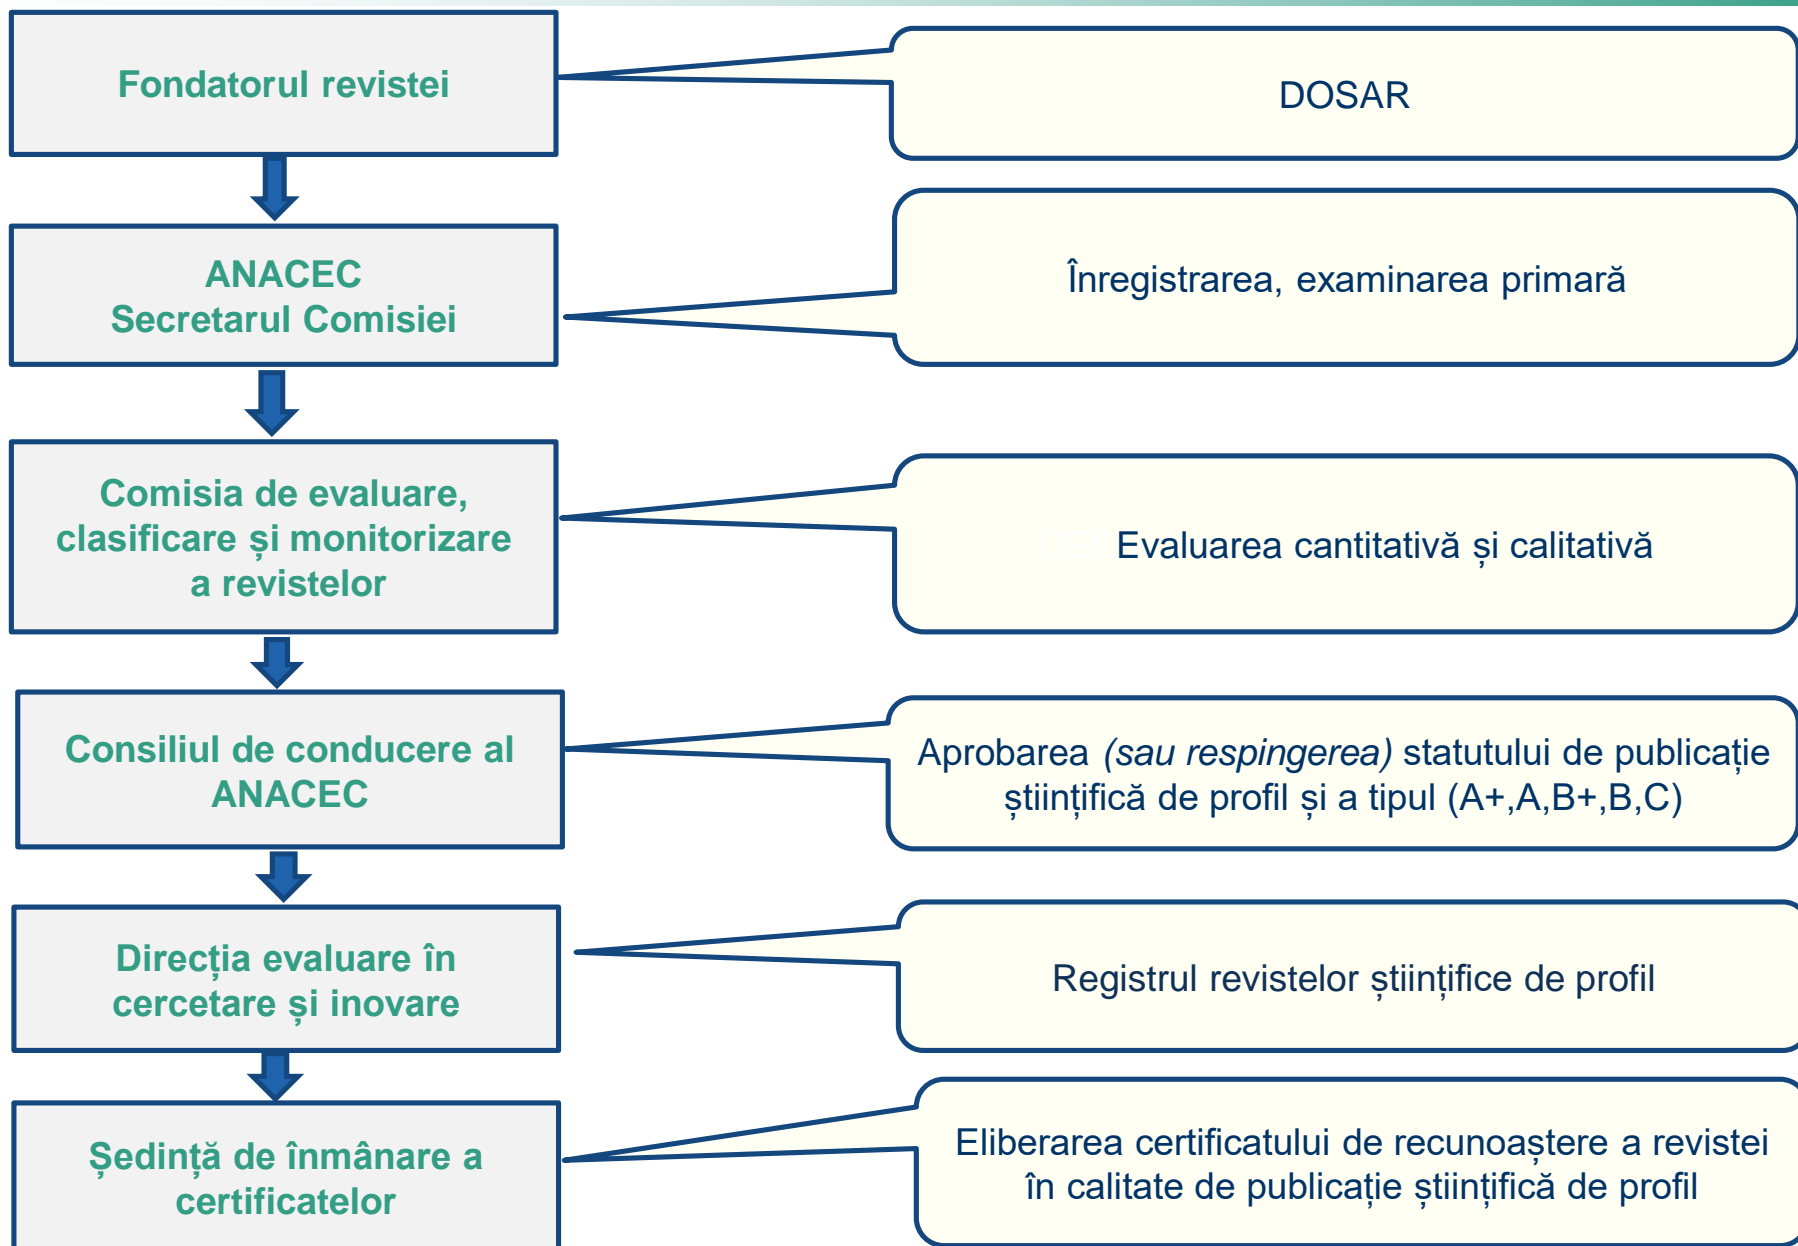 Fondatorul revistei
DOSAR
ANACEC
Secretarul Comisiei
Înregistrarea, examinarea primară
Comisia de evaluare,
clasificare și monitorizare
a revistelor
Evaluarea cantitativă și calitativă
Consiliul de conducere al
ANACEC
Aprobarea (sau respingerea) statutului de publicație
științifică de profil și a tipul (A+,A,B+,B,C)
Direcția evaluare în
cercetare și inovare
Registrul revistelor științifice de profil
Ședință de înmânare a
certificatelor
Eliberarea certificatului de recunoaștere a revistei
în calitate de publicație științifică de profil